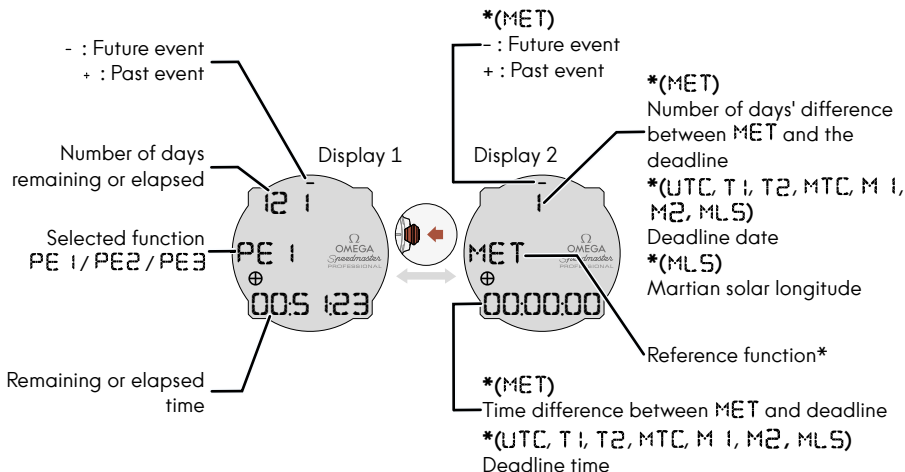 *(MET)
- : Future event
+ : Past event
- : Future event
+ : Past event
*(MET)
Number of days' difference
between MET and the
deadline
*(UTC, T1, T2, MTC, M1,
M2, MLS)
Deadline date
*(MLS)
Martian solar longitude
Number of days
remaining or elapsed
Display 1
Display 2
-
121
-
1
Selected function
PE1/PE2/PE3
PE1
Ω
OMEGA
Speedmaster
PROFESSIONAL
MET
Ω
OMEGA
Speedmaster
PROFESSIONAL
00:51:23
00:00:00
Reference function*
Remaining or elapsed
time
*(MET)
Time difference between MET and deadline
*(UTC, T1, T2, MTC, M1, M2, MLS)
Deadline time